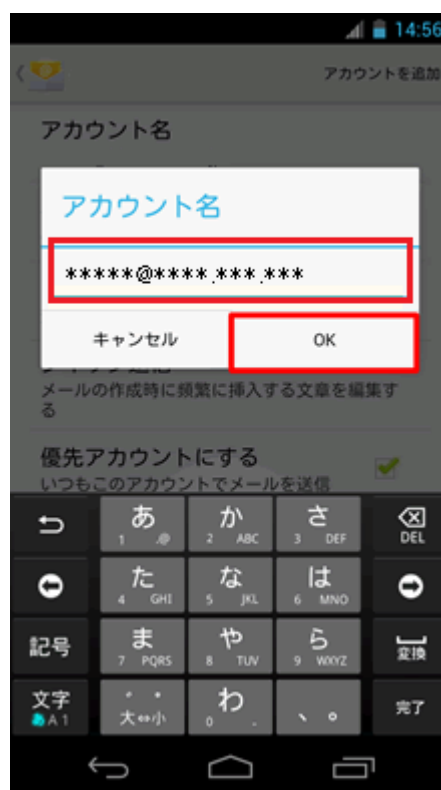 14:56
アカウントを追加
アカウント名
アカウント名
*****@****.***.***
キャンセル
OK
メールの作成時に頻繁に挿入する文章を編集す
る
優先アカウントにする
いつもこのアカウントでメールを送信
あ
1 .@
か
2 ABC
さ
3 DEF
DEL
た
4 GHI
な
5 JKL
は
6 MNO
記号
ま
7 PQRS
や
8 TUV
ら
9 WXYZ
変換
文字
あA1
゛ ゜
大⇔小
わ
0 .
、 。
完了